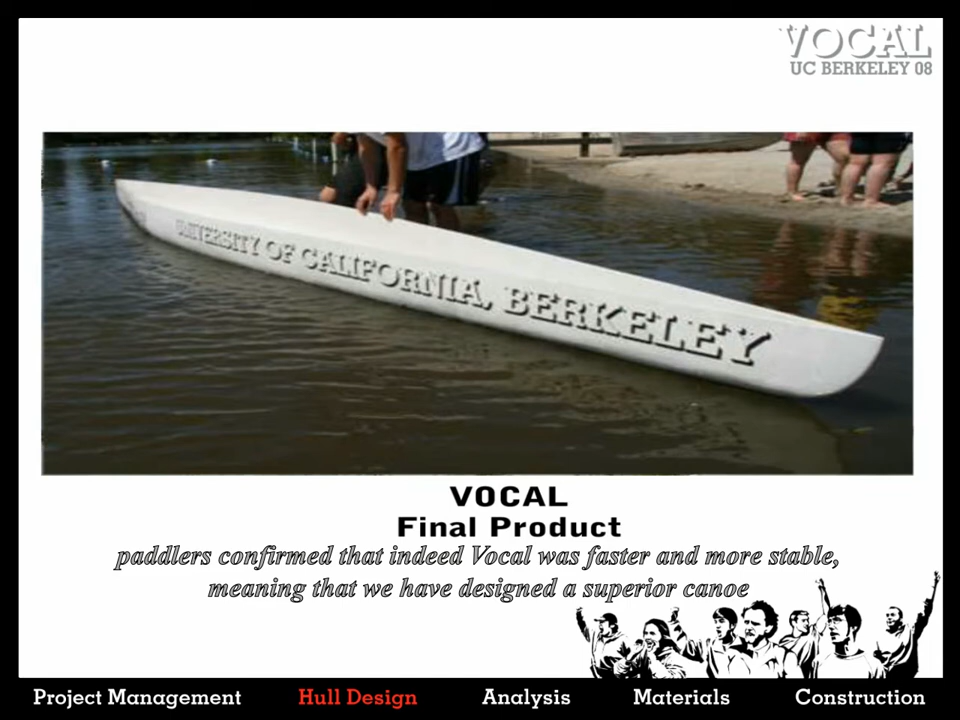 VOCAL
UC BERKELEY 08
UNIVERSITY OF CALIFORNIA, BERKELEY
VOCAL
Final Product
paddlers confirmed that indeed Vocal was faster and more stable,
meaning that we have designed a superior canoe
Project Management Hull Design Analysis Materials Construction